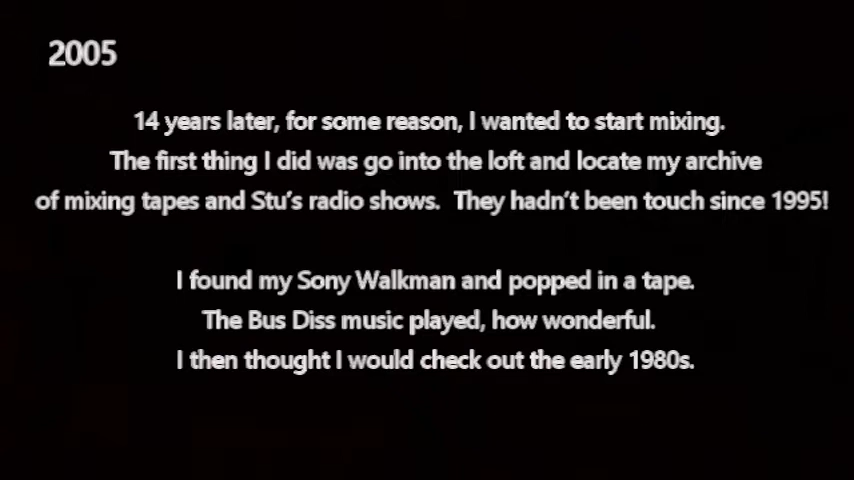 2005
14 years later, for some reason, I wanted to start mixing.
The first thing I did was go into the loft and locate my archive
of mixing tapes and Stu's radio shows.  They hadn't been touch since 1995!
I found my Sony Walkman and popped in a tape.
The Bus Diss music played, how wonderful.
I then thought I would check out the early 1980s.